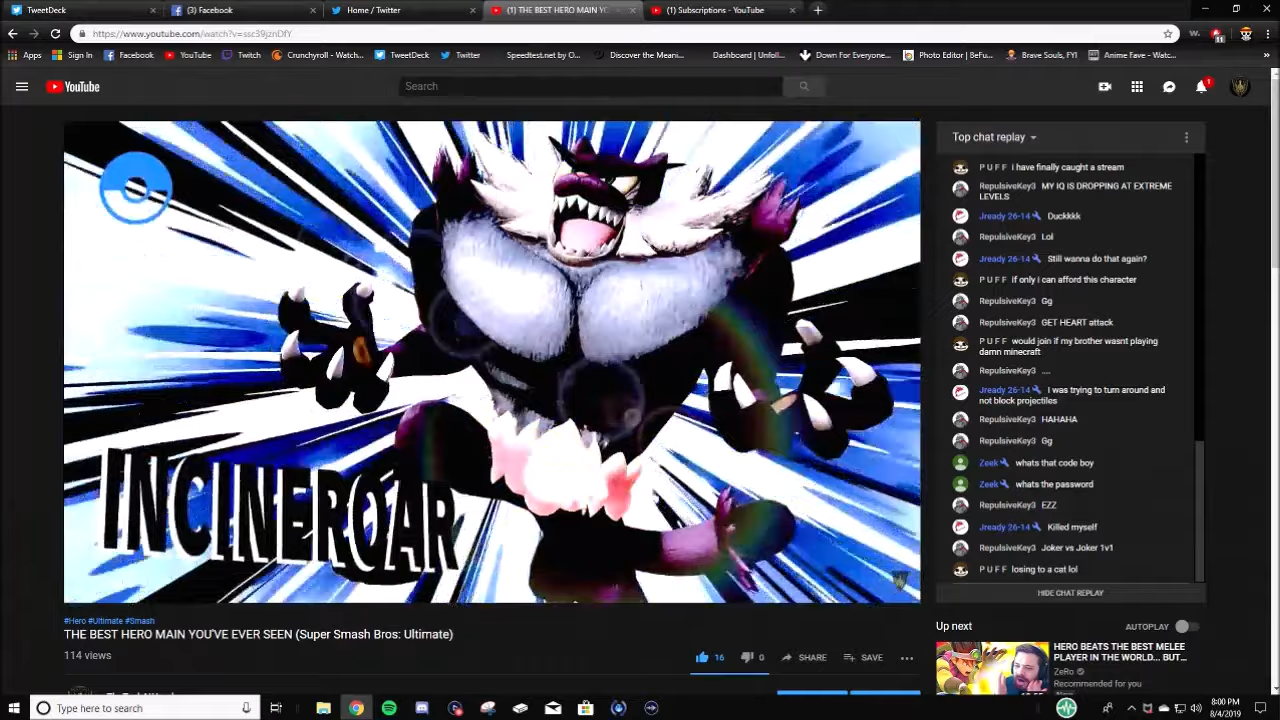 TweetDeck
(3) Facebook
Home / Twitter
(1) THE BEST HERO MAIN YO
(1) Subscriptions - YouTube
https://www.youtube.com/watch?v=ssc39jznDfY
11
Apps
Sign In
Facebook
YouTube
Twitch
Crunchyroll - Watch...
TweetDeck
Twitter
Speedtest.net by O...
Discover the Meani...
Dashboard | Unfoll...
Down For Everyone...
Photo Editor | BeFu...
Brave Souls, FYI
Anime Fave - Watc...
YouTube
Search
1
INCINEROAR
Top chat replay
P U F F i have finally caught a stream
RepulsiveKey3 MY IQ IS DROPPING AT EXTREME
LEVELS
Jready 26-14 Duckkkk
RepulsiveKey3 Lol
Jready 26-14 Still wanna do that again?
P U F F if only i can afford this character
RepulsiveKey3 Gg
RepulsiveKey3 GET HEART attack
P U F F would join if my brother wasnt playing
damn minecraft
RepulsiveKey3 ....
Jready 26-14 I was trying to turn around and
not block projectiles
RepulsiveKey3 HAHAHA
RepulsiveKey3 Gg
Zeek whats that code boy
Zeek whats the password
RepulsiveKey3 EZZ
Jready 26-14 Killed myself
RepulsiveKey3 Joker vs Joker 1v1
P U F F losing to a cat lol
HIDE CHAT REPLAY
#Hero #Ultimate #Smash
THE BEST HERO MAIN YOU'VE EVER SEEN (Super Smash Bros: Ultimate)
114 views
16
0
SHARE
SAVE
Up next
AUTOPLAY
HERO BEATS THE BEST MELEE
PLAYER IN THE WORLD... BUT...
ZeRo
Recommended for you
Type here to search
8:00 PM
8/4/2019